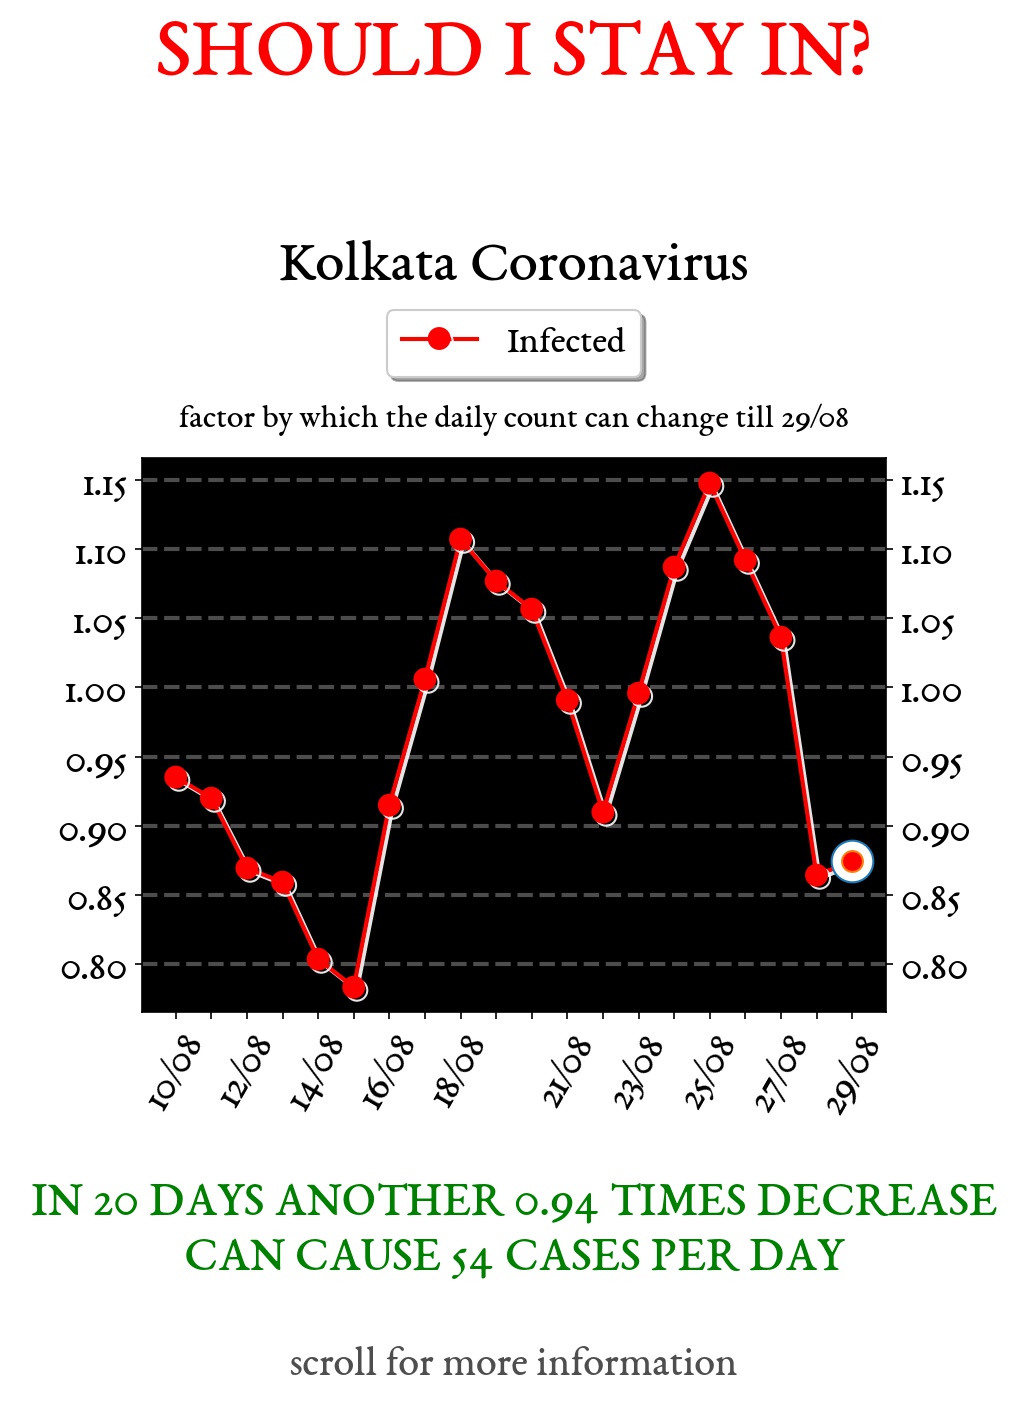 SHOULD I STAY IN?
Kolkata Coronavirus
Infected
factor by which the daily count can change till 29/08
1.15 1.15
1.10 1.10
1.05 1.05
1.00 1.00
0.95 0.95
0.90 0.90
0.85 0.85
0.80 0.80
10/08 12/08 14/08 16/08 18/08 21/08 23/08 25/08 27/08 29/08
IN 20 DAYS ANOTHER 0.94 TIMES DECREASE
CAN CAUSE 54 CASES PER DAY
scroll for more information